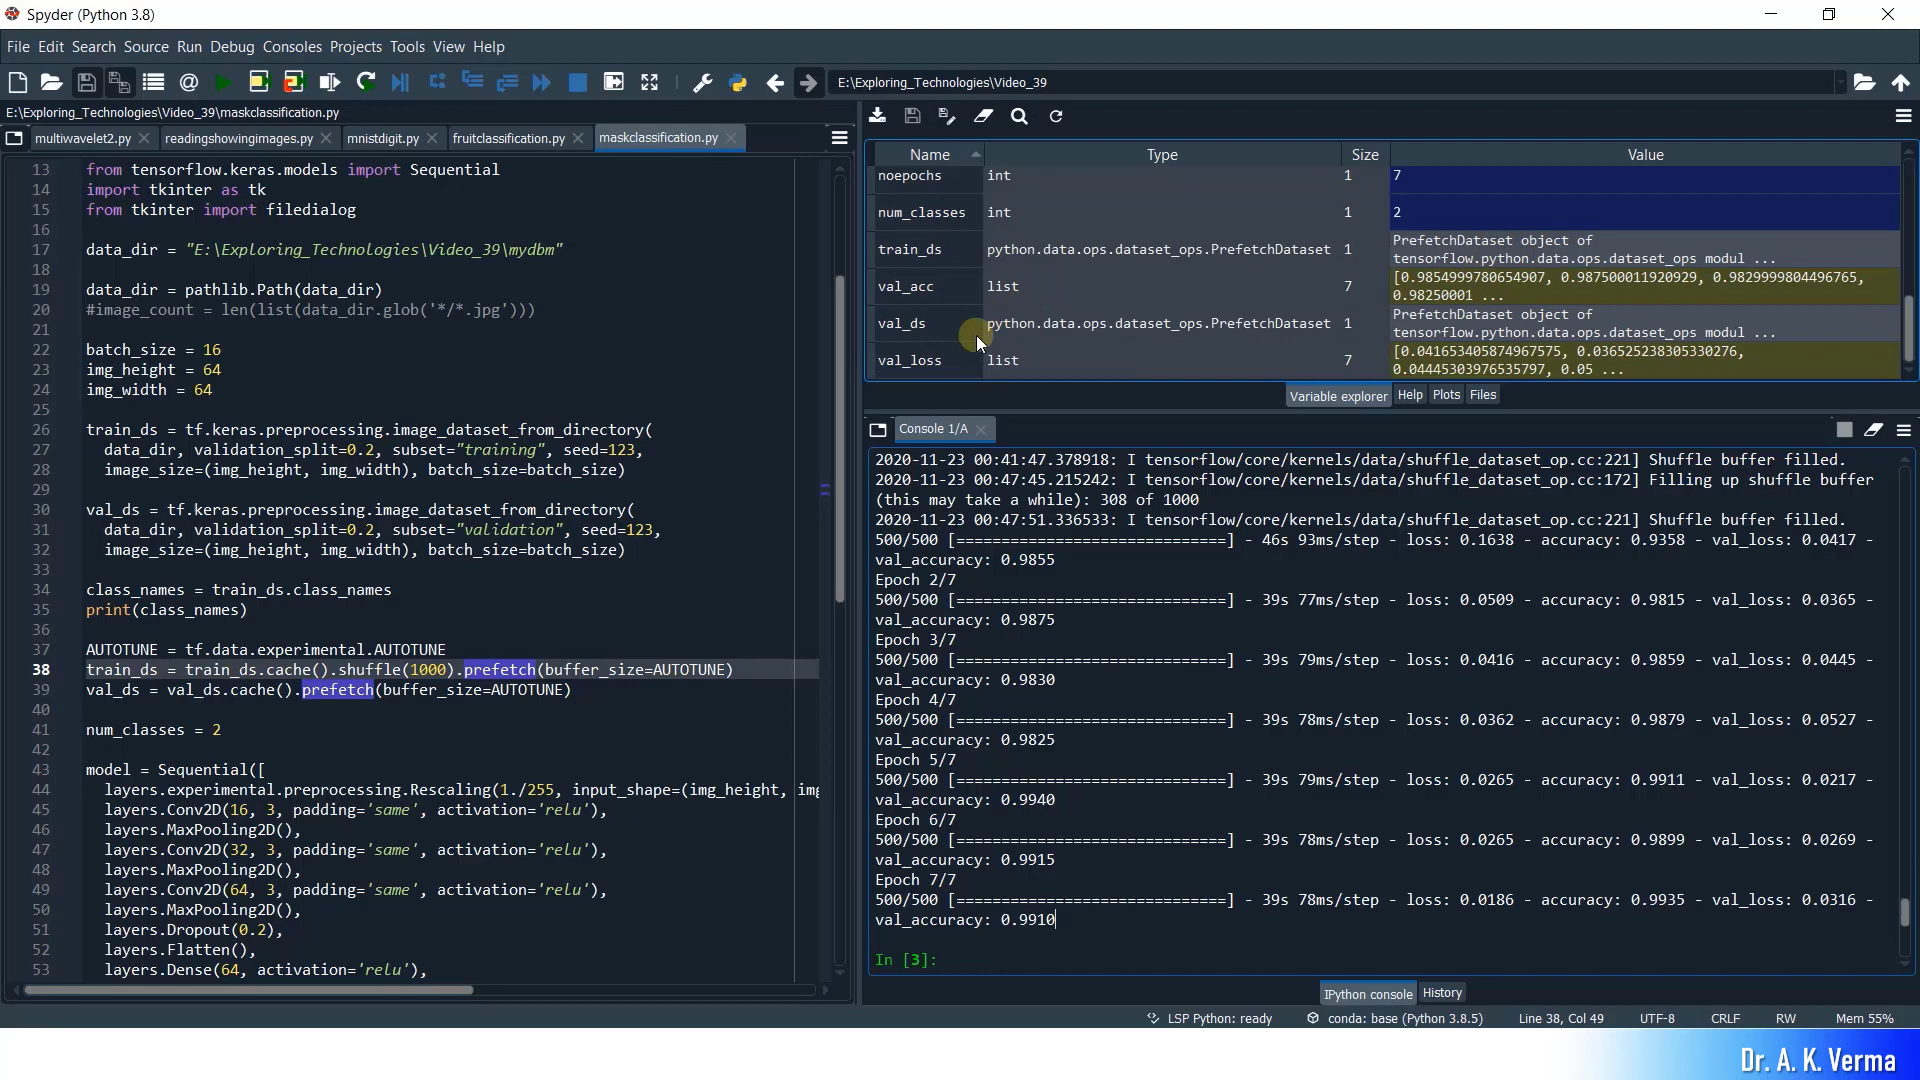 Spyder (Python 3.8)
File Edit Search Source Run Debug Consoles Projects Tools View Help
E:\Exploring_Technologies\Video_39
E:\Exploring_Technologies\Video_39\maskclassification.py
multiwavelet2.py readingshowingimages.py mnistdigit.py fruitclassification.py maskclassification.py
13 from tensorflow.keras.models import Sequential
14 import tkinter as tk
15 from tkinter import filedialog
16
17 data_dir = "E:\Exploring_Technologies\Video_39\mydbm"
18
19 data_dir = pathlib.Path(data_dir)
20 #image_count = len(list(data_dir.glob('*/*.jpg')))
21
22 batch_size = 16
23 img_height = 64
24 img_width = 64
25
26 train_ds = tf.keras.preprocessing.image_dataset_from_directory(
27 data_dir, validation_split=0.2, subset="training", seed=123,
28 image_size=(img_height, img_width), batch_size=batch_size)
29
30 val_ds = tf.keras.preprocessing.image_dataset_from_directory(
31 data_dir, validation_split=0.2, subset="validation", seed=123,
32 image_size=(img_height, img_width), batch_size=batch_size)
33
34 class_names = train_ds.class_names
35 print(class_names)
36
37 AUTOTUNE = tf.data.experimental.AUTOTUNE
38 train_ds = train_ds.cache().shuffle(1000).prefetch(buffer_size=AUTOTUNE)
39 val_ds = val_ds.cache().prefetch(buffer_size=AUTOTUNE)
40
41 num_classes = 2
42
43 model = Sequential([
44 layers.experimental.preprocessing.Rescaling(1./255, input_shape=(img_height, img
45 layers.Conv2D(16, 3, padding='same', activation='relu'),
46 layers.MaxPooling2D(),
47 layers.Conv2D(32, 3, padding='same', activation='relu'),
48 layers.MaxPooling2D(),
49 layers.Conv2D(64, 3, padding='same', activation='relu'),
50 layers.MaxPooling2D(),
51 layers.Dropout(0.2),
52 layers.Flatten(),
53 layers.Dense(64, activation='relu'),
Name Type Size Value
noepochs int 1 7
num_classes int 1 2
train_ds python.data.ops.dataset_ops.PrefetchDataset 1 PrefetchDataset object of
tensorflow.python.data.ops.dataset_ops modul ...
val_acc list 7 [0.9854999780654907, 0.987500011920929, 0.9829999804496765,
0.98250001 ...
val_ds python.data.ops.dataset_ops.PrefetchDataset 1 PrefetchDataset object of
tensorflow.python.data.ops.dataset_ops modul ...
val_loss list 7 [0.041653405874967575, 0.036525238305330276,
0.04445303976535797, 0.05 ...
Variable explorer Help Plots Files
Console 1/A
2020-11-23 00:41:47.378918: I tensorflow/core/kernels/data/shuffle_dataset_op.cc:221] Shuffle buffer filled.
2020-11-23 00:47:45.215242: I tensorflow/core/kernels/data/shuffle_dataset_op.cc:172] Filling up shuffle buffer
(this may take a while): 308 of 1000
2020-11-23 00:47:51.336533: I tensorflow/core/kernels/data/shuffle_dataset_op.cc:221] Shuffle buffer filled.
500/500 [==============================] - 46s 93ms/step - loss: 0.1638 - accuracy: 0.9358 - val_loss: 0.0417 -
val_accuracy: 0.9855
Epoch 2/7
500/500 [==============================] - 39s 77ms/step - loss: 0.0509 - accuracy: 0.9815 - val_loss: 0.0365 -
val_accuracy: 0.9875
Epoch 3/7
500/500 [==============================] - 39s 79ms/step - loss: 0.0416 - accuracy: 0.9859 - val_loss: 0.0445 -
val_accuracy: 0.9830
Epoch 4/7
500/500 [==============================] - 39s 78ms/step - loss: 0.0362 - accuracy: 0.9879 - val_loss: 0.0527 -
val_accuracy: 0.9825
Epoch 5/7
500/500 [==============================] - 39s 79ms/step - loss: 0.0265 - accuracy: 0.9911 - val_loss: 0.0217 -
val_accuracy: 0.9940
Epoch 6/7
500/500 [==============================] - 39s 78ms/step - loss: 0.0265 - accuracy: 0.9899 - val_loss: 0.0269 -
val_accuracy: 0.9915
Epoch 7/7
500/500 [==============================] - 39s 78ms/step - loss: 0.0186 - accuracy: 0.9935 - val_loss: 0.0316 -
val_accuracy: 0.9910
In [3]:
IPython console History
LSP Python: ready conda: base (Python 3.8.5) Line 38, Col 49 UTF-8 CRLF RW Mem 55%
Dr. A. K. Verma